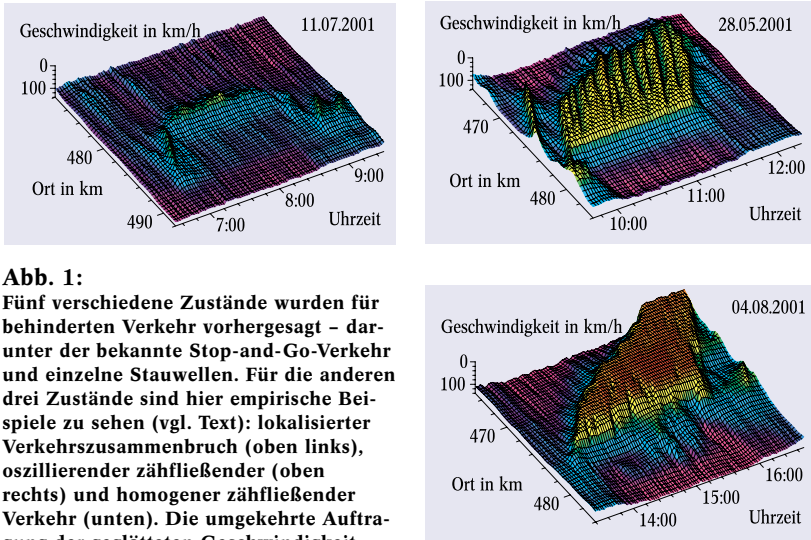 Geschwindigkeit in km/h
11.07.2001
0
100
480
Ort in km
490
7:00
8:00
9:00
Uhrzeit
Geschwindigkeit in km/h
28.05.2001
0
100
470
Ort in km
480
10:00
11:00
12:00
Uhrzeit
Abb. 1:
Fünf verschiedene Zustände wurden für
behinderten Verkehr vorhergesagt – dar-
unter der bekannte Stop-and-Go-Verkehr
und einzelne Stauwellen. Für die anderen
drei Zustände sind hier empirische Bei-
spiele zu sehen (vgl. Text): lokalisierter
Verkehrszusammenbruch (oben links),
oszillierender zähfließender (oben
rechts) und homogener zähfließender
Verkehr (unten). Die umgekehrte Auftra-
gung der geglätteten Geschwindigkeit
Geschwindigkeit in km/h
04.08.2001
0
100
470
Ort in km
480
14:00
15:00
16:00
Uhrzeit